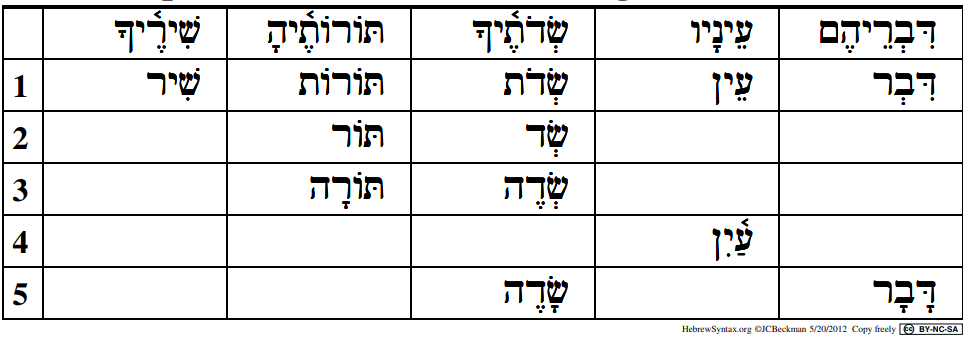 דִּבְרֵיהֶם עֵינָיו שְׂדֹתֶ֫יךָ תּוֹרוֹתֶ֫יהָ שִׁירֶ֫יךָ
דִּבְר עֵין שְׂדֹת תּוֹרוֹת שִׁיר 1
שְׂד תּוֹר 2
שְׂדֶה תּוֹרָה 3
עַ֫יִן 4
דָּבָר שָׂדֶה 5
HebrewSyntax.org ©JCBeckman 5/20/2012 Copy freely cc BY-NC-SA